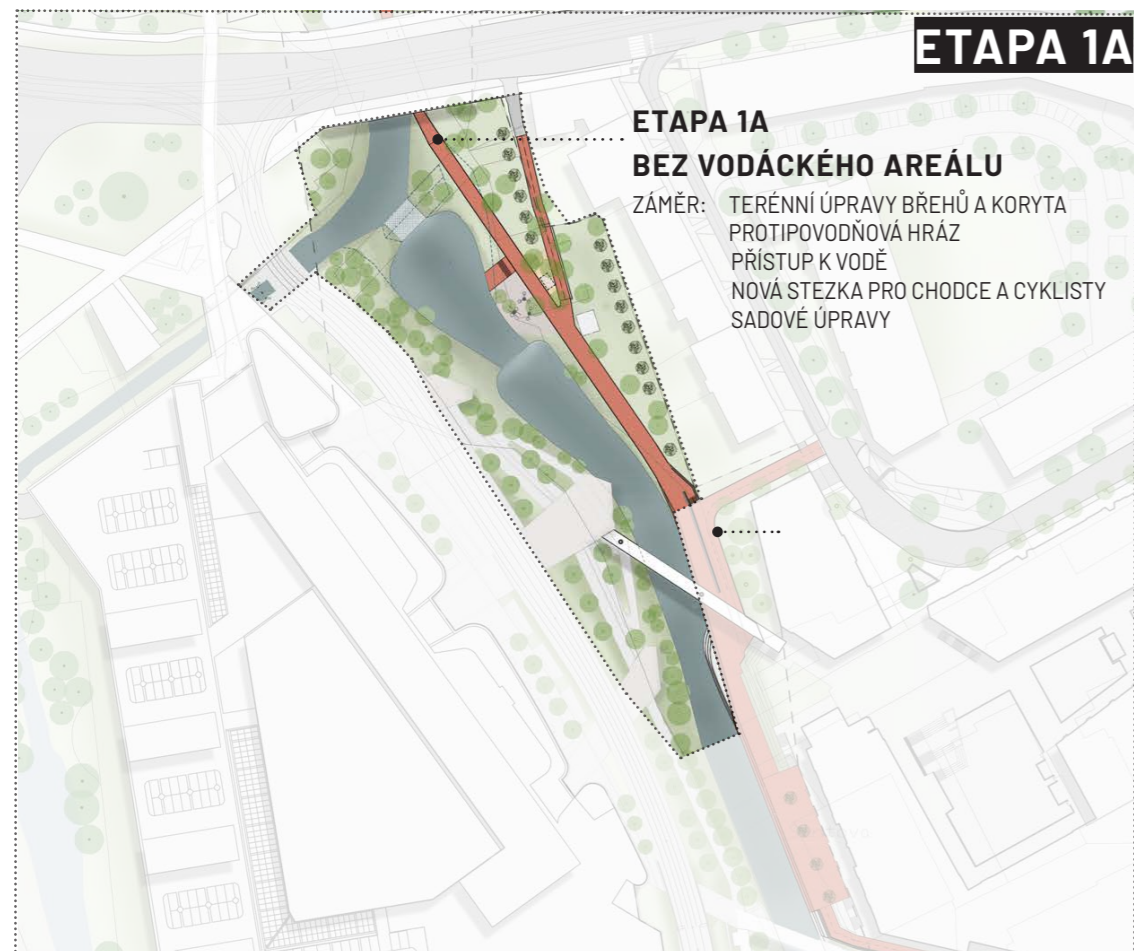 ETAPA 1A
ETAPA 1A
BEZ VODÁCKÉHO AREÁLU
ZÁMĚR: TERÉNNÍ ÚPRAVY BŘEHŮ A KORYTA
PROTIPOVODŇOVÁ HRÁZ
PŘÍSTUP K VODĚ
NOVÁ STEZKA PRO CHODCE A CYKLISTY
SADOVÉ ÚPRAVY